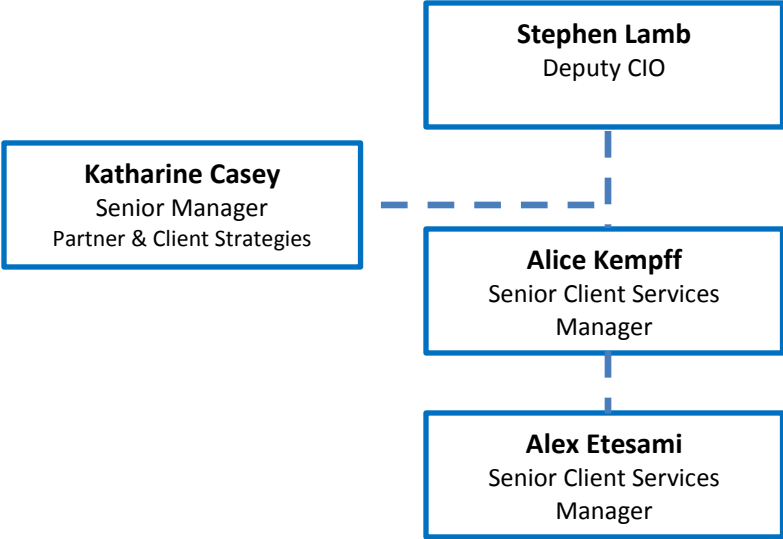 Stephen Lamb
Deputy CIO
Katharine Casey
Senior Manager
Partner & Client Strategies
Alice Kempff
Senior Client Services
Manager
Alex Etesami
Senior Client Services
Manager